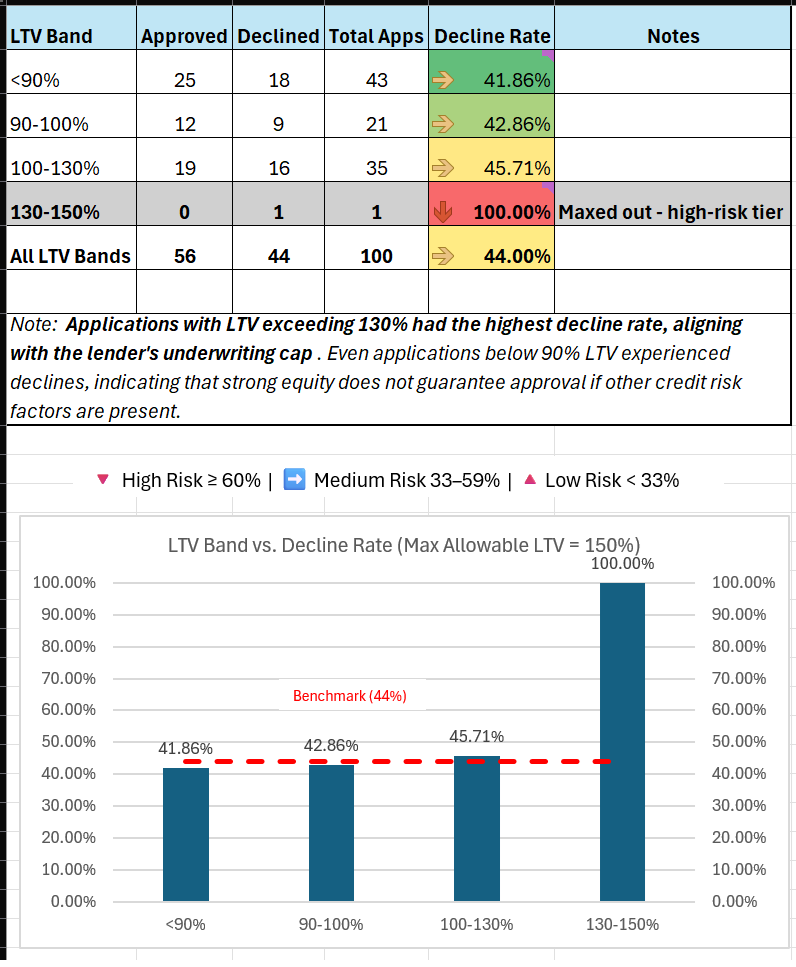 LTV Band Approved Declined Total Apps Decline Rate Notes
<90% 25 18 43 41.86%
90-100% 12 9 21 42.86%
100-130% 19 16 35 45.71%
130-150% 0 1 1 100.00% Maxed out - high-risk tier
All LTV Bands 56 44 100 44.00%
Note: Applications with LTV exceeding 130% had the highest decline rate, aligning
with the lender's underwriting cap . Even applications below 90% LTV experienced
declines, indicating that strong equity does not guarantee approval if other credit risk
factors are present.
🔻 High Risk ≥ 60% | ➡️ Medium Risk 33–59% | 🔺 Low Risk < 33%
LTV Band vs. Decline Rate (Max Allowable LTV = 150%)
100.00%
100.00% 100.00%
90.00% 90.00%
80.00% 80.00%
70.00% 70.00%
Benchmark (44%)
60.00% 60.00%
41.86% 42.86% 45.71%
50.00% 50.00%
40.00% 40.00%
30.00% 30.00%
20.00% 20.00%
10.00% 10.00%
0.00% 0.00%
<90% 90-100% 100-130% 130-150%